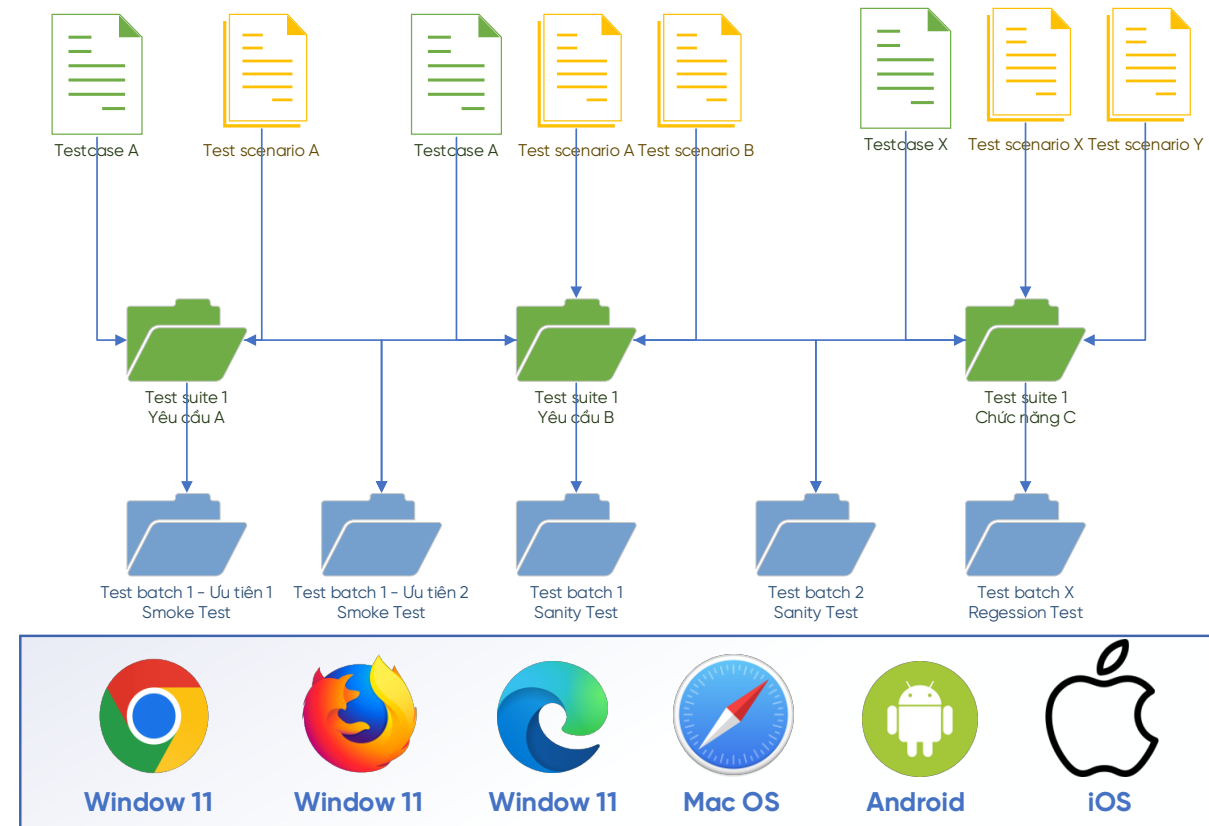 Testcase A
Test scenario A
Testcase A
Test scenario A
Test scenario B
Testcase X
Test scenario X
Test scenario Y
Test suite 1
Yêu cầu A
Test suite 1
Yêu cầu B
Test suite 1
Chức năng C
Test batch 1 - Ưu tiên 1
Smoke Test
Test batch 1 - Ưu tiên 2
Smoke Test
Test batch 1
Sanity Test
Test batch 2
Sanity Test
Test batch X
Regession Test
Window 11
Window 11
Window 11
Mac OS
Android
iOS